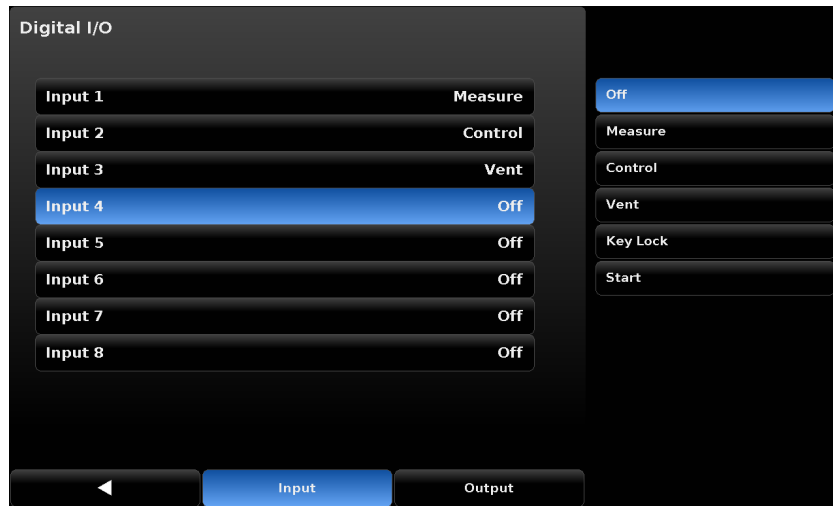 Digital I/O
Input 1 Measure
Input 2 Control
Input 3 Vent
Input 4 Off
Input 5 Off
Input 6 Off
Input 7 Off
Input 8 Off
Off
Measure
Control
Vent
Key Lock
Start
Input Output